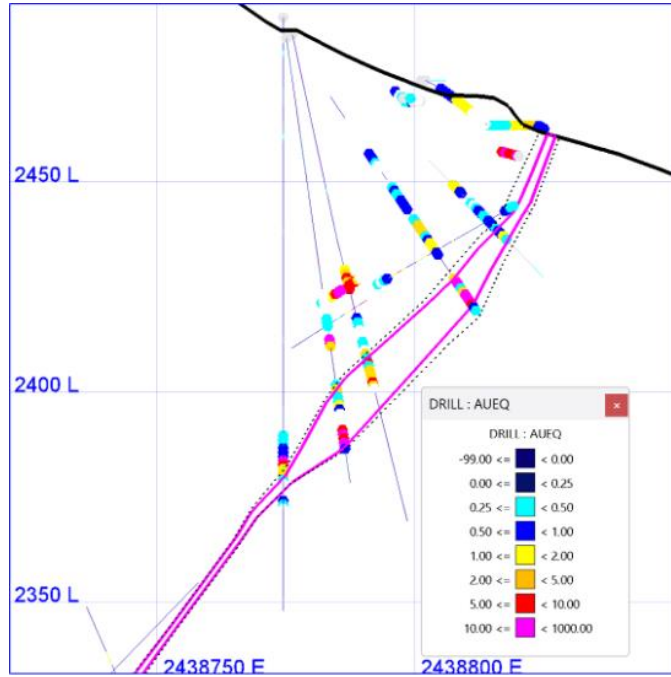 2450 L
2400 L
DRILL : AUEQ ×
DRILL : AUEQ
-99.00 <= < 0.00
0.00 <= < 0.25
0.25 <= < 0.50
0.50 <= < 1.00
1.00 <= < 2.00
2.00 <= < 5.00
5.00 <= < 10.00
10.00 <= < 1000.00
2350 L
2438750 E
2438800 E